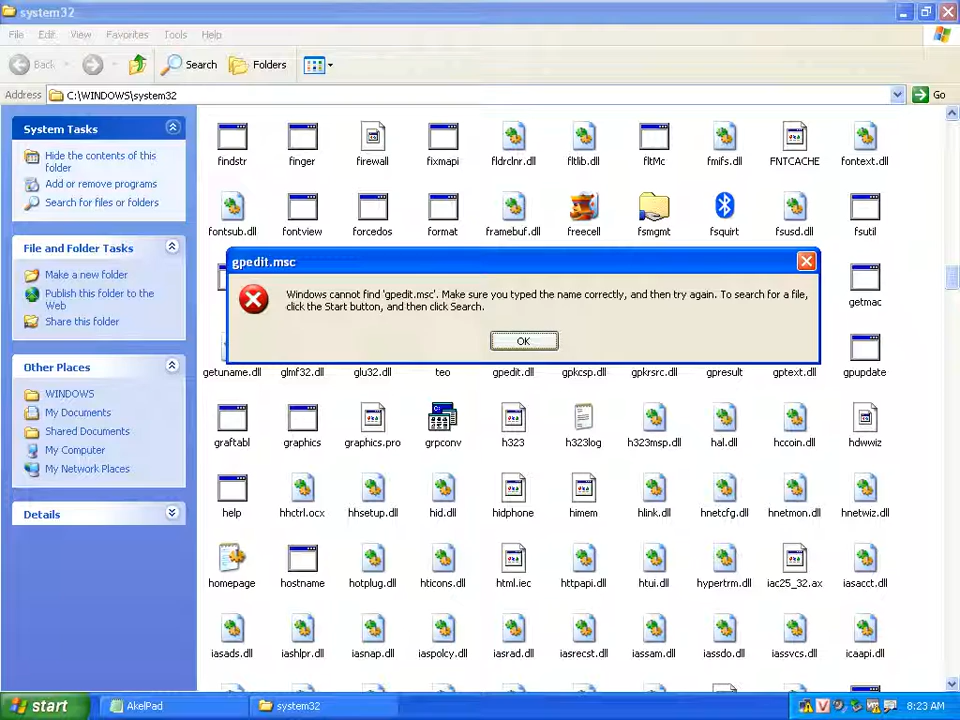 system32
File Edit View Favorites Tools Help
Back Search Folders
Address C:\WINDOWS\system32 Go
System Tasks
Hide the contents of this
folder
Add or remove programs
Search for files or folders
File and Folder Tasks
Make a new folder
Publish this folder to the
Web
Share this folder
Other Places
WINDOWS
My Documents
Shared Documents
My Computer
My Network Places
Details
findstr finger firewall fixmapi fldrclnr.dll fltlib.dll fltMc fmifs.dll FNTCACHE fontext.dll
fontsub.dll fontview forcedos format framebuf.dll freecell fsmgmt fsquirt fsusd.dll fsutil
getmac
gpedit.msc
Windows cannot find 'gpedit.msc'. Make sure you typed the name correctly, and then try again. To search for a file,
click the Start button, and then click Search.
OK
getuname.dll glmf32.dll glu32.dll teo gpedit.dll gpkcsp.dll gpkrsrc.dll gpresult gptext.dll gpupdate
graftabl graphics graphics.pro grpconv h323 h323log h323msp.dll hal.dll hccoin.dll hdwwiz
help hhctrl.ocx hhsetup.dll hid.dll hidphone himem hlink.dll hnetcfg.dll hnetmon.dll hnetwiz.dll
homepage hostname hotplug.dll hticons.dll html.iec httpapi.dll htui.dll hypertrm.dll iac25_32.ax iasacct.dll
iasads.dll iashlpr.dll iasnap.dll iaspolcy.dll iasrad.dll iasrecst.dll iassam.dll iassdo.dll iassvcs.dll icaapi.dll
start AkelPad system32 8:23 AM